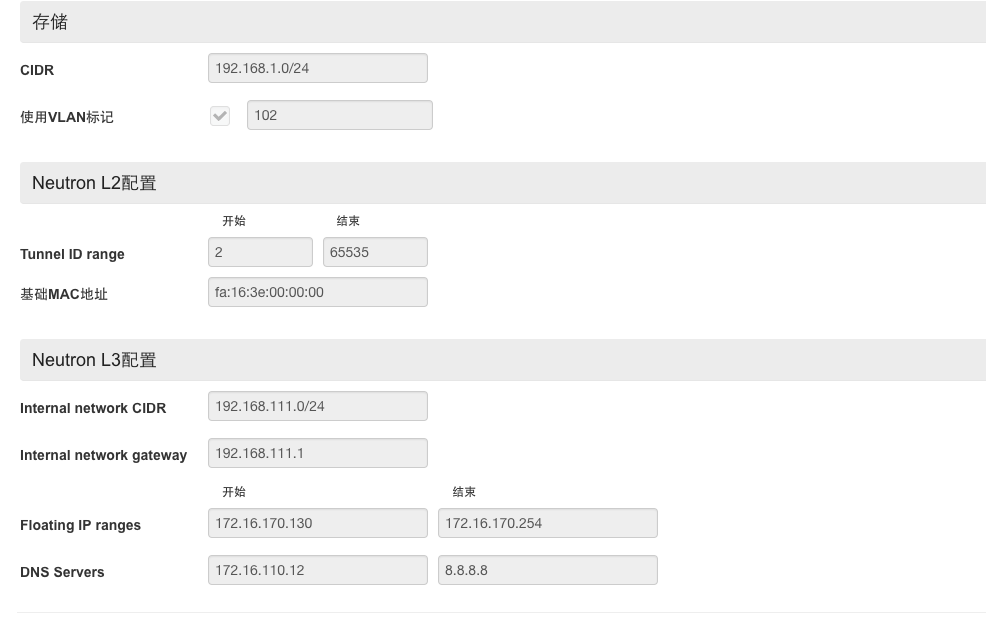 存储
CIDR 192.168.1.0/24
使用VLAN标记 102
Neutron L2配置
开始 结束
Tunnel ID range 2 65535
基础MAC地址 fa:16:3e:00:00:00
Neutron L3配置
Internal network CIDR 192.168.111.0/24
Internal network gateway 192.168.111.1
开始 结束
Floating IP ranges 172.16.170.130 172.16.170.254
DNS Servers 172.16.110.12 8.8.8.8